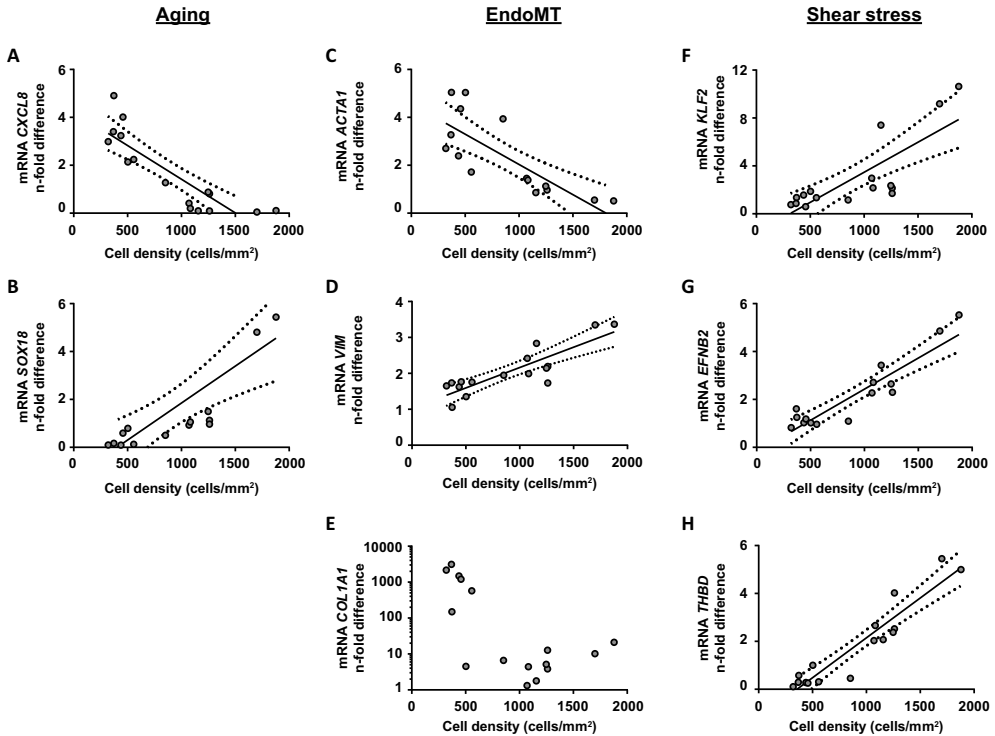 Aging
EndoMT
Shear stress
A
mRNA CXCL8
n-fold difference
6
4
2
0
0 500 1000 1500 2000
Cell density (cells/mm²)
C
mRNA ACTA1
n-fold difference
6
4
2
0
0 500 1000 1500 2000
Cell density (cells/mm²)
F
mRNA KLF2
n-fold difference
12
8
4
0
0 500 1000 1500 2000
Cell density (cells/mm²)
B
mRNA SOX18
n-fold difference
6
4
2
0
0 500 1000 1500 2000
Cell density (cells/mm²)
D
mRNA VIM
n-fold difference
4
3
2
1
0
0 500 1000 1500 2000
Cell density (cells/mm²)
G
mRNA EFNB2
n-fold difference
6
4
2
0
0 500 1000 1500 2000
Cell density (cells/mm²)
E
mRNA COL1A1
n-fold difference
10000
1000
100
10
1
0 500 1000 1500 2000
Cell density (cells/mm²)
H
mRNA THBD
n-fold difference
6
4
2
0
0 500 1000 1500 2000
Cell density (cells/mm²)